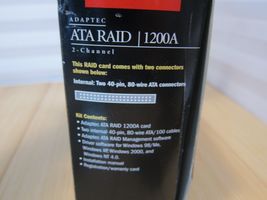 ADAPTEC
ATA RAID | 1200A
2-Channel
This RAID card comes with two connectors
shown below:
Internal: Two 40-pin, 80-wire ATA connectors
Kit Contents:
• Adaptec ATA RAID 1200A card
• Two internal 40-pin, 80-wire ATA/100 cables
• Adaptec ATA RAID Management software
• Driver software for Windows 98/Me,
Windows XP, Windows 2000, and
Windows NT 4.0.
• Installation manual
• Registration/warranty card